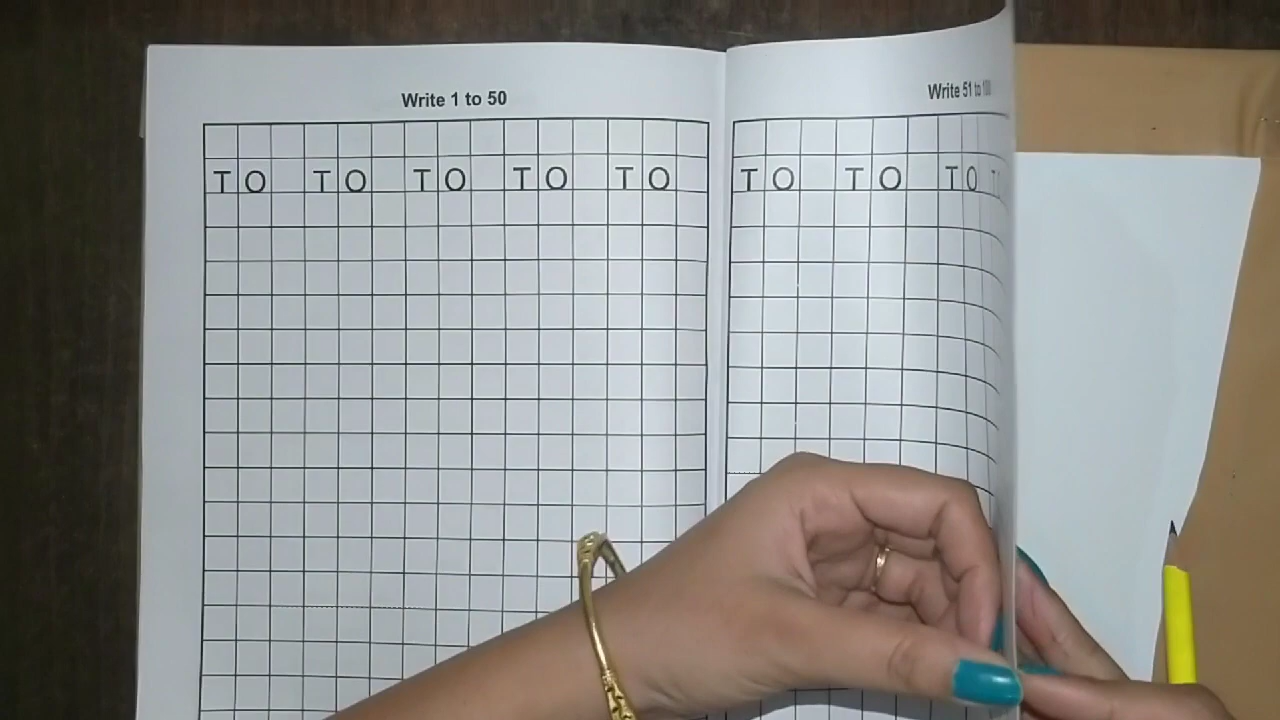 Write 1 to 50
T O T O T O T O T O
Write 51 to 100
T O T O T O T